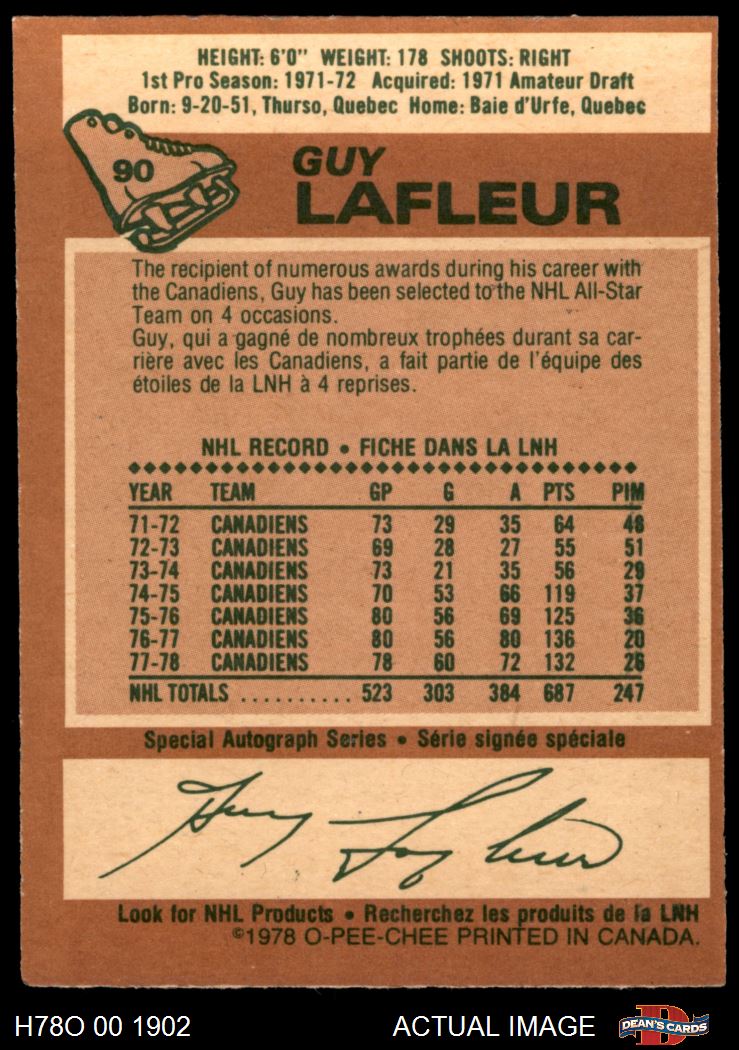 HEIGHT: 6'0" WEIGHT: 178 SHOOTS: RIGHT
1st Pro Season: 1971-72 Acquired: 1971 Amateur Draft
Born: 9-20-51, Thurso, Quebec Home: Baie d'Urfe, Quebec
90
GUY
LAFLEUR
The recipient of numerous awards during his career with
the Canadiens, Guy has been selected to the NHL All-Star
Team on 4 occasions.
Guy, qui a gagné de nombreux trophées durant sa car-
rière avec les Canadiens, a fait partie de l'équipe des
étoiles de la LNH à 4 reprises.
NHL RECORD • FICHE DANS LA LNH
YEAR TEAM GP G A PTS PIM
71-72 CANADIENS 73 29 35 64 48
72-73 CANADIENS 69 28 27 55 51
73-74 CANADIENS 73 21 35 56 29
74-75 CANADIENS 70 53 66 119 37
75-76 CANADIENS 80 56 69 125 36
76-77 CANADIENS 80 56 80 136 20
77-78 CANADIENS 78 60 72 132 26
NHL TOTALS .......... 523 303 384 687 247
Special Autograph Series • Série signée spéciale
Guy Lafleur
Look for NHL Products • Recherchez les produits de la LNH
©1978 O-PEE-CHEE PRINTED IN CANADA.
H78O 00 1902 ACTUAL IMAGE D DEAN'S CARDS